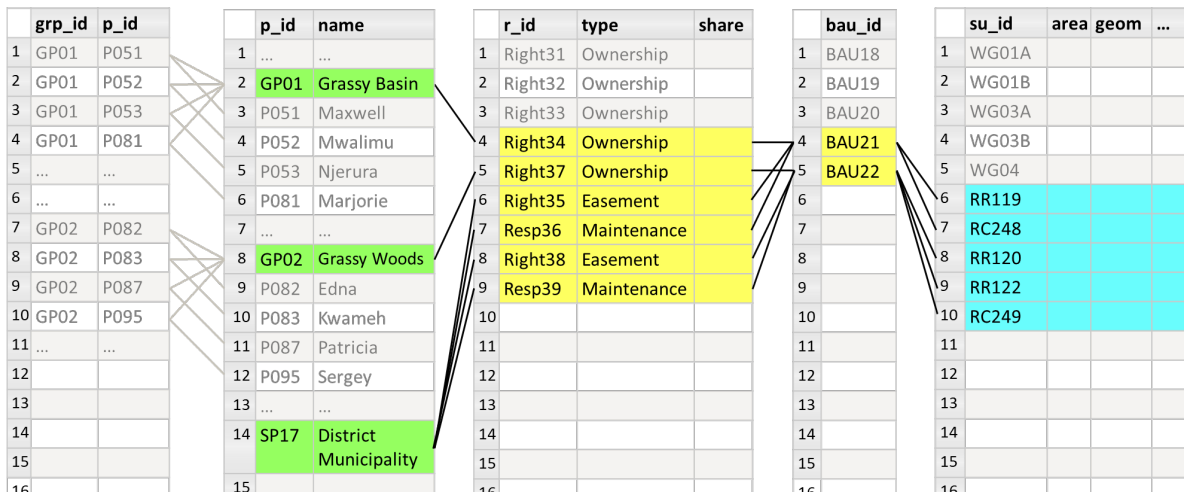 grp_id p_id
1 GP01 P051
2 GP01 P052
3 GP01 P053
4 GP01 P081
5 ... ...
6 ... ...
7 GP02 P082
8 GP02 P083
9 GP02 P087
10 GP02 P095
11 ... ...
12
13
14
15
16
p_id name
1 ... ...
2 GP01 Grassy Basin
3 P051 Maxwell
4 P052 Mwalimu
5 P053 Njerura
6 P081 Marjorie
7 ... ...
8 GP02 Grassy Woods
9 P082 Edna
10 P083 Kwameh
11 P087 Patricia
12 P095 Sergey
13 ... ...
14 SP17 District
Municipality
15
r_id type share
1 Right31 Ownership
2 Right32 Ownership
3 Right33 Ownership
4 Right34 Ownership
5 Right37 Ownership
6 Right35 Easement
7 Resp36 Maintenance
8 Right38 Easement
9 Resp39 Maintenance
10
11
12
13
14
15
16
bau_id
1 BAU18
2 BAU19
3 BAU20
4 BAU21
5 BAU22
6
7
8
9
10
11
12
13
14
15
16
su_id area geom ...
1 WG01A
2 WG01B
3 WG03A
4 WG03B
5 WG04
6 RR119
7 RC248
8 RR120
9 RR122
10 RC249
11
12
13
14
15
16